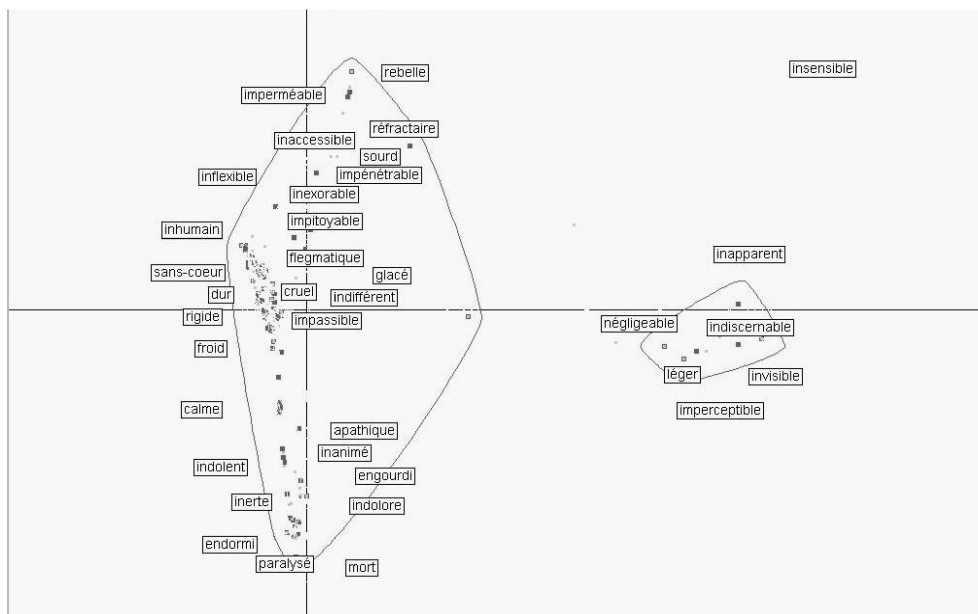 insensible
rebelle
imperméable
réfractaire
inaccessible
sourd
impénétrable
inflexible
inexorable
impitoyable
inhumain
inapparent
flegmatique
sans-coeur
glacé
cruel
dur
indifférent
rigide
impassible
négligeable
indiscernable
froid
léger
invisible
calme
imperceptible
apathique
inanimé
indolent
engourdi
inerte
indolore
endormi
paralysé
mort